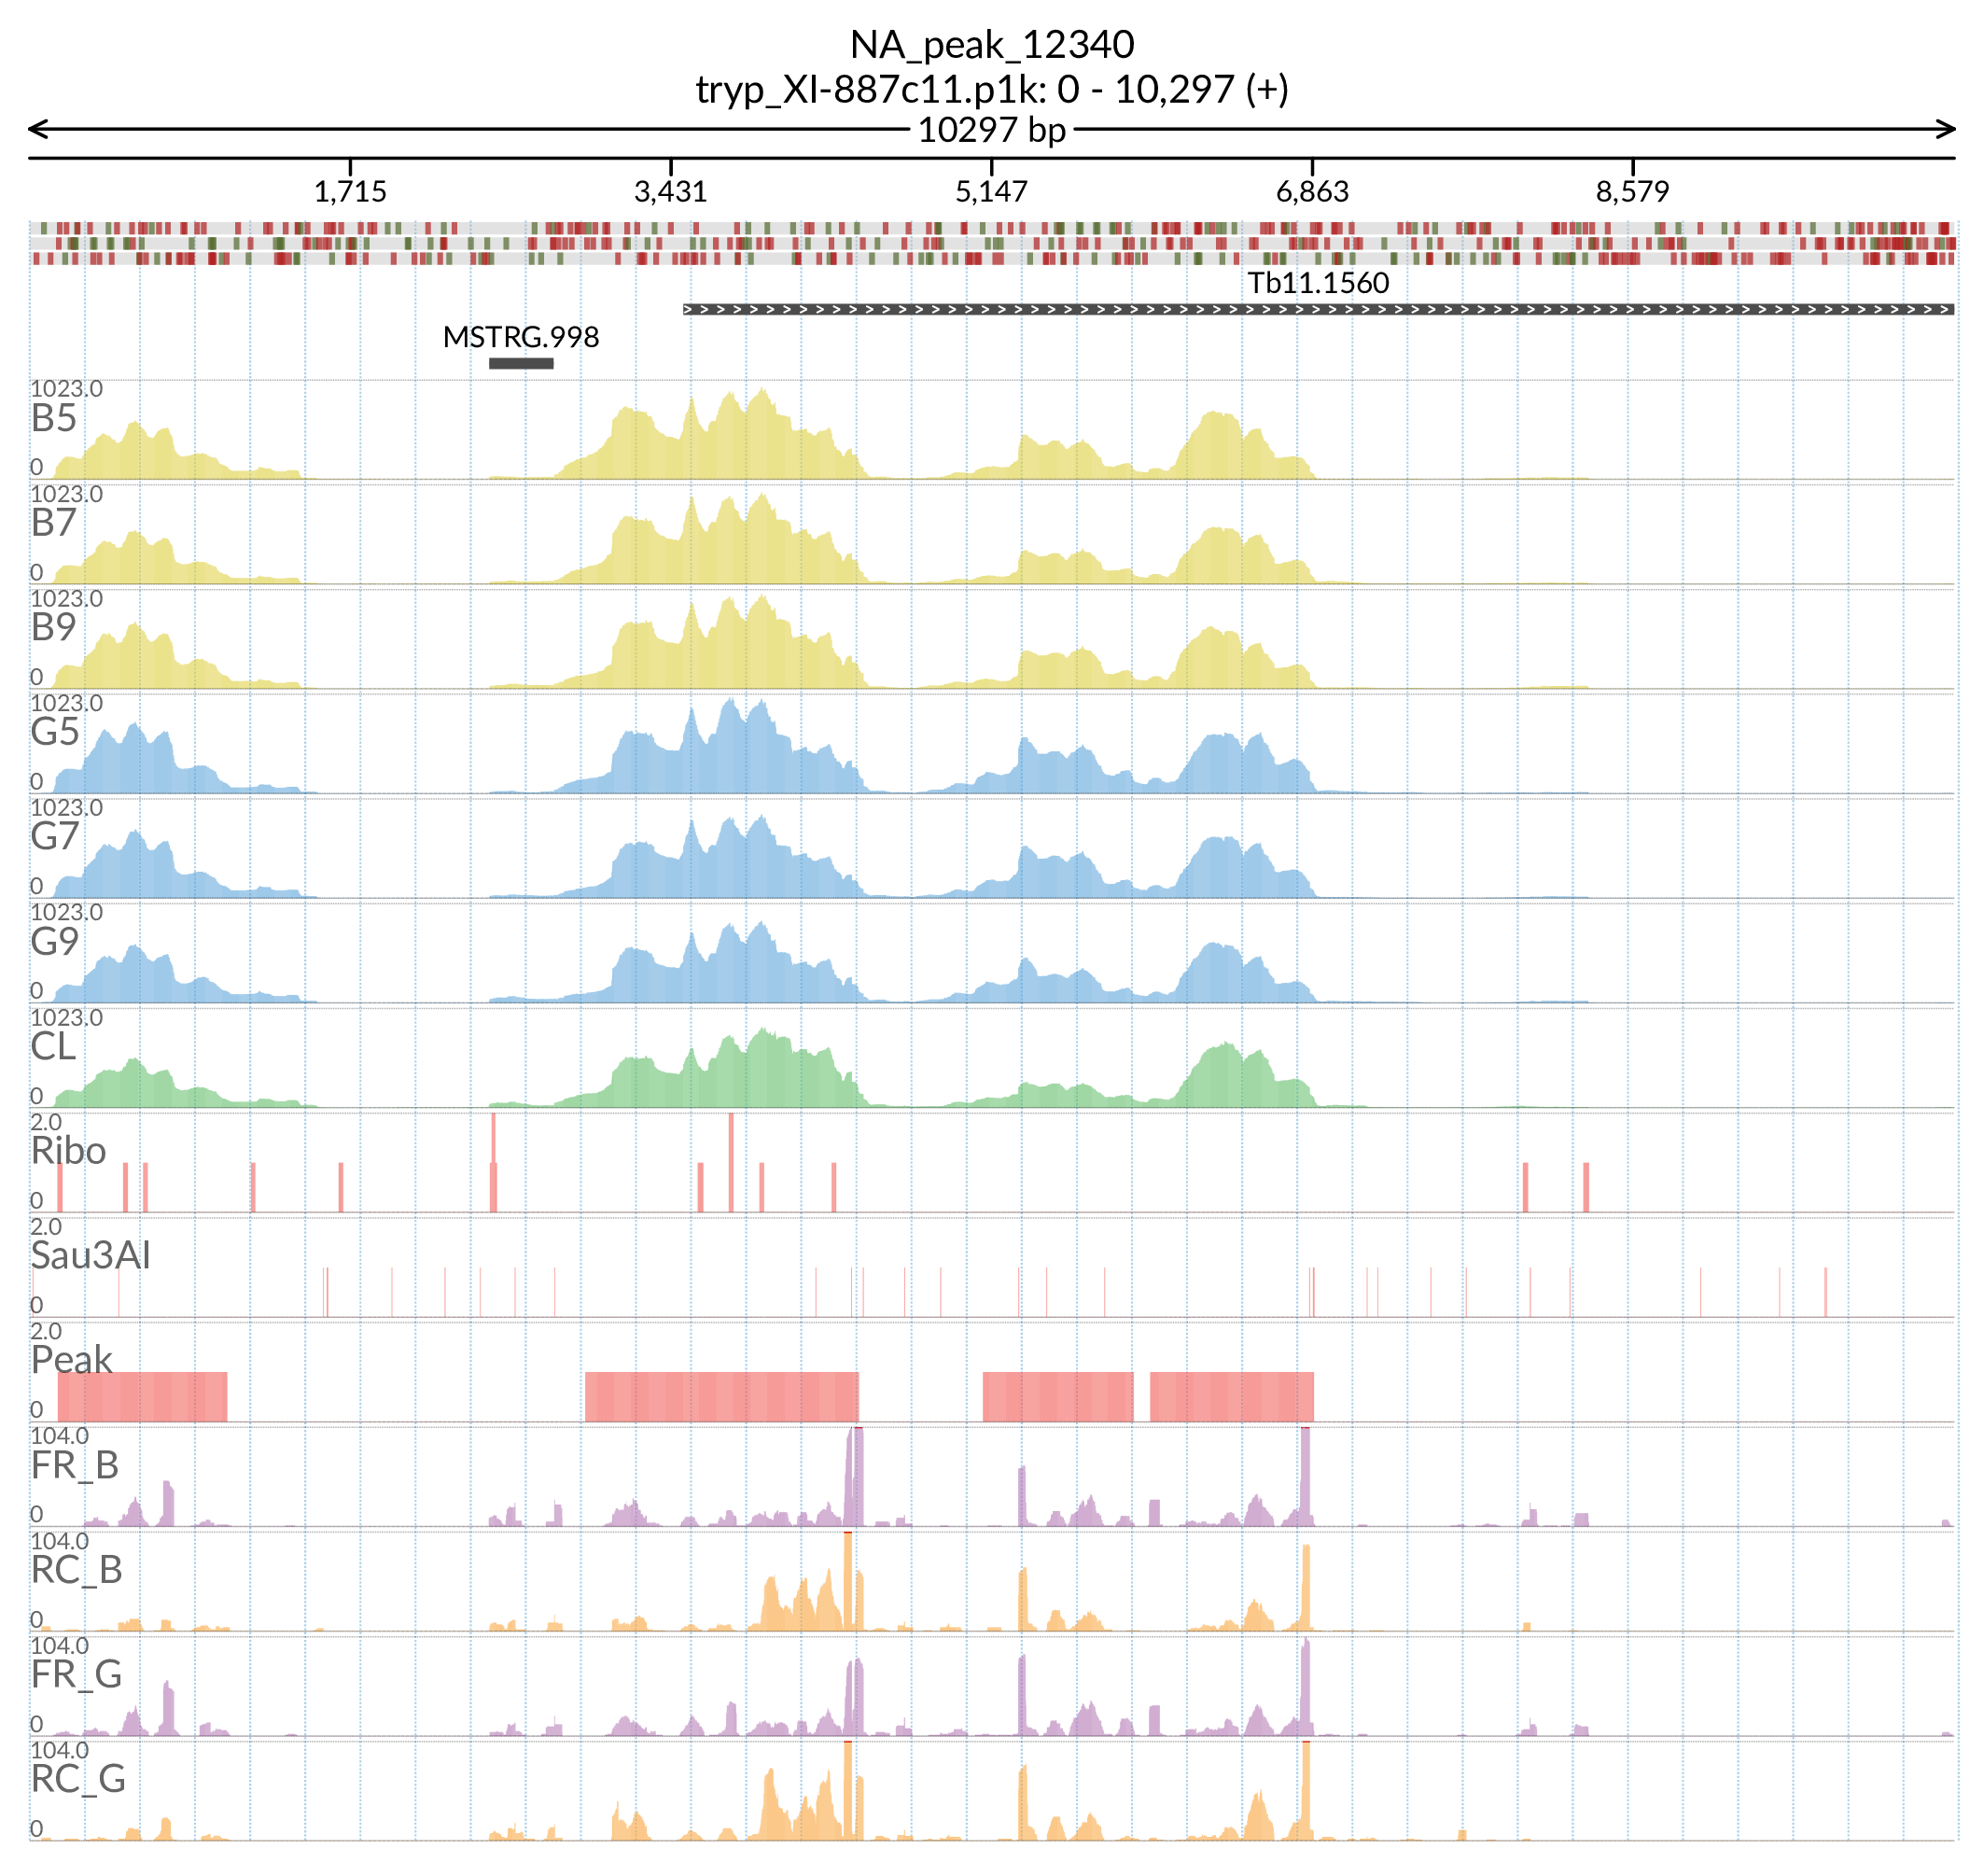 NA_peak_12340
tryp_XI-887c11.p1k: 0 - 10,297 (+)
10297 bp
1,715 3,431 5,147 6,863 8,579
Tb11.1560
MSTRG.998
1023.0
B5
0
1023.0
B7
0
1023.0
B9
0
1023.0
G5
0
1023.0
G7
0
1023.0
G9
0
1023.0
CL
0
2.0
Ribo
0
2.0
Sau3AI
0
2.0
Peak
0
104.0
FR_B
0
104.0
RC_B
0
104.0
FR_G
0
104.0
RC_G
0